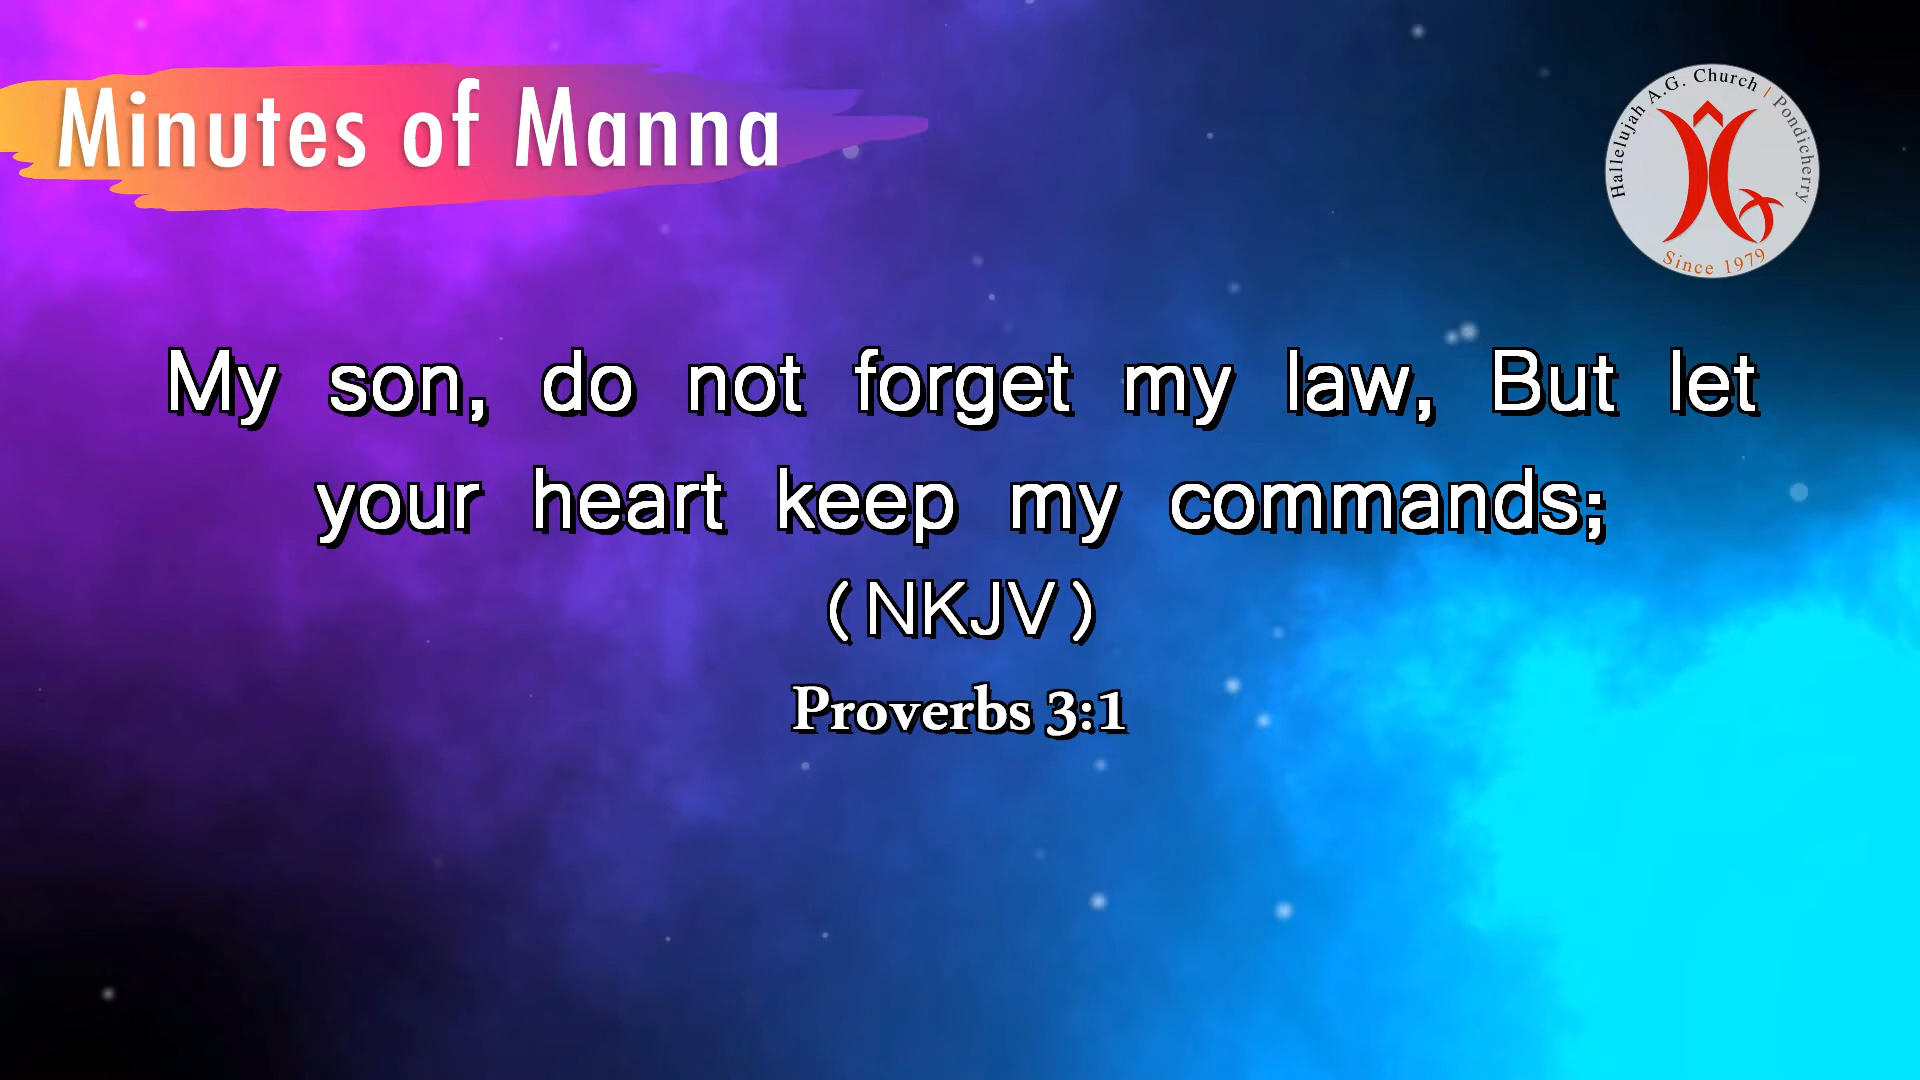 Minutes of Manna
Hallelujah A.G. Church | Pondicherry
Since 1979
My son, do not forget my law, But let
your heart keep my commands;
(NKJV)
Proverbs 3:1